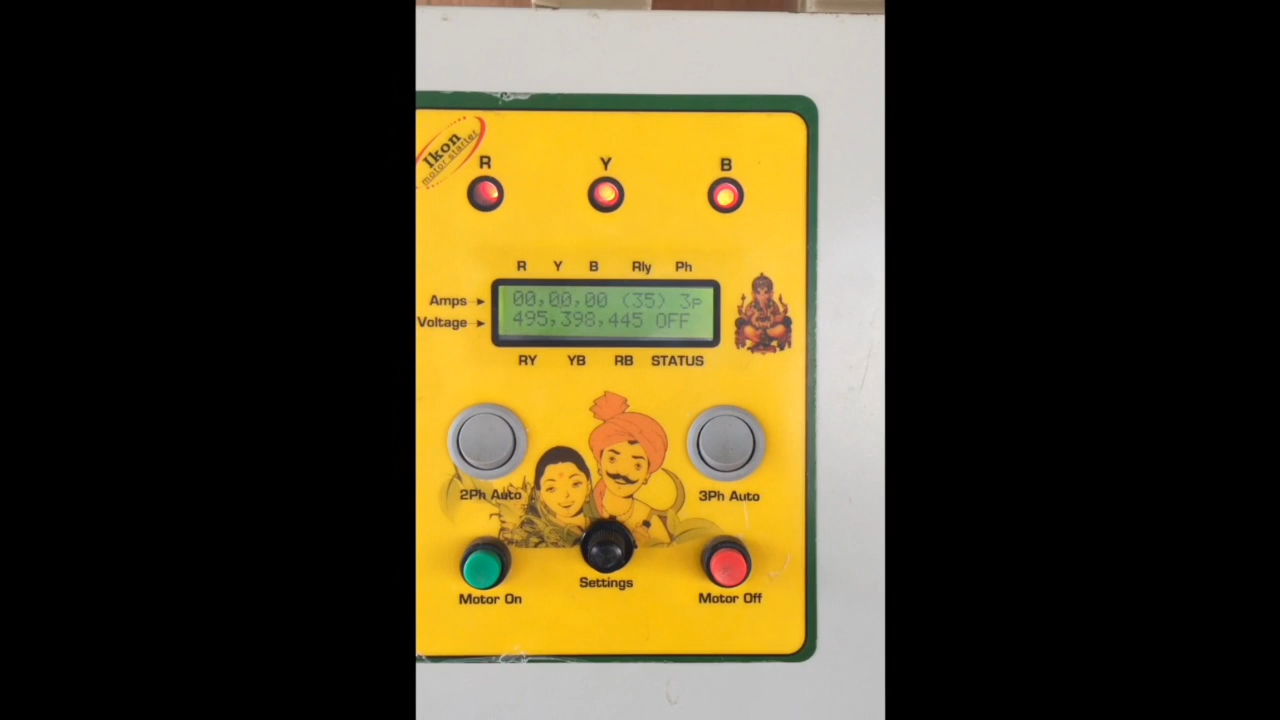 Ikon
motor starter
R Y B
R Y B Rly Ph
Amps
00,00,00 (35) 3p
Voltage
495,398,445 OFF
RY YB RB STATUS
2Ph Auto
3Ph Auto
Settings
Motor On
Motor Off